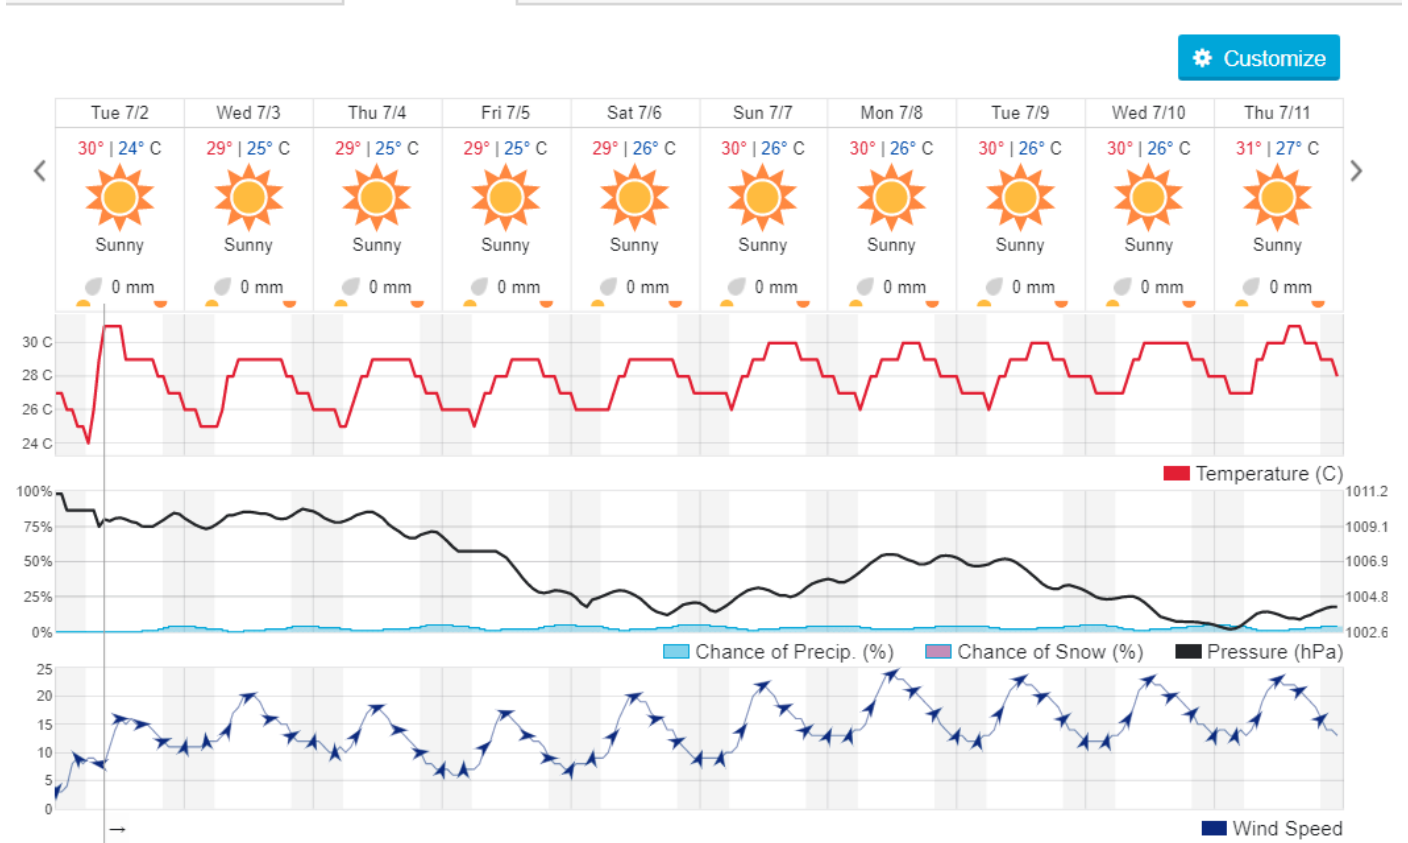 Customize
Tue 7/2 Wed 7/3 Thu 7/4 Fri 7/5 Sat 7/6 Sun 7/7 Mon 7/8 Tue 7/9 Wed 7/10 Thu 7/11
30° | 24° C 29° | 25° C 29° | 25° C 29° | 25° C 29° | 26° C 30° | 26° C 30° | 26° C 30° | 26° C 30° | 26° C 31° | 27° C
Sunny Sunny Sunny Sunny Sunny Sunny Sunny Sunny Sunny Sunny
0 mm 0 mm 0 mm 0 mm 0 mm 0 mm 0 mm 0 mm 0 mm 0 mm
30 C
28 C
26 C
24 C
Temperature (C)
100% 1011.2
75% 1009.1
50% 1006.9
25% 1004.8
0% 1002.6
Chance of Precip. (%) Chance of Snow (%) Pressure (hPa)
25
20
15
10
5
0
→
Wind Speed